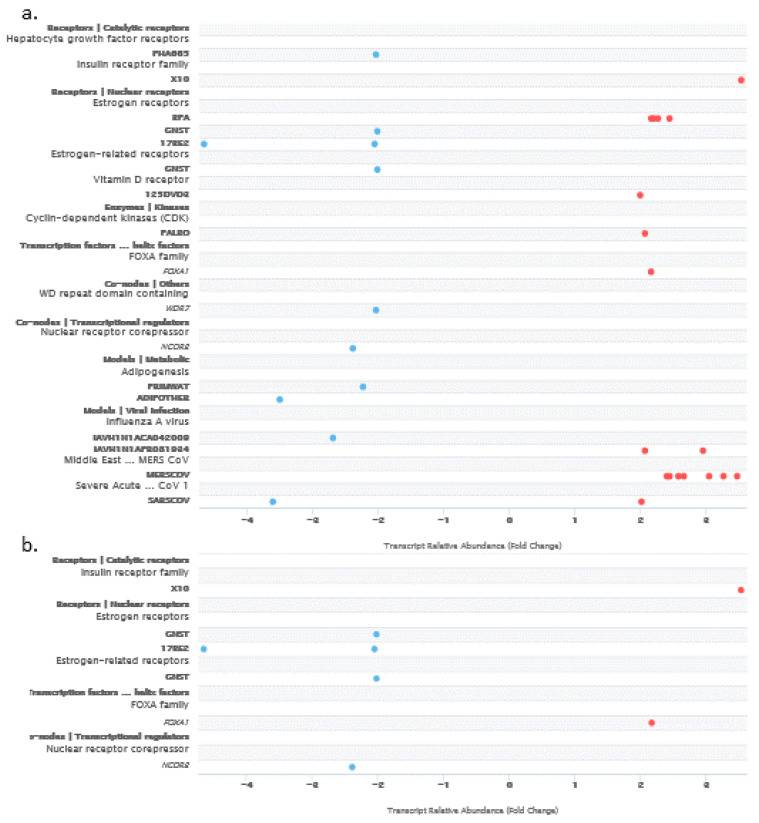 a.
Receptors | Catalytic receptors
Hepatocyte growth factor receptors
PHA665
Insulin receptor family
X10
Receptors | Nuclear receptors
Estrogen receptors
BPA
GNST
17BE2
Estrogen-related receptors
GNST
Vitamin D receptor
125DVD3
Enzymes | Kinases
Cyclin-dependent kinases (CDK)
PALBO
Transcription factors ... helix factors
FOXA family
FOXA1
Co-nodes | Others
WD repeat domain containing
WDR7
Co-nodes | Transcriptional regulators
Nuclear receptor corepressor
Models | Metabolic
Adipogenesis
ADIPOTHER
Models | Viral Infection
Influenza A virus
Middle East ... MERS CoV
MERSCOV
Severe Acute ... CoV 1
SARSCOV
-4 -3 -2 -1 0 1 2 3
Transcript Relative Abundance (Fold Change)
b.
Receptors | Catalytic receptors
Insulin receptor family
X10
Receptors | Nuclear receptors
Estrogen receptors
GNST
17BE2
Estrogen-related receptors
GNST
Transcription factors ... helix factors
FOXA family
FOXA1
o-nodes | Transcriptional regulators
Nuclear receptor corepressor
-4 -3 -2 -1 0 1 2 3
Transcript Relative Abundance (Fold Change)